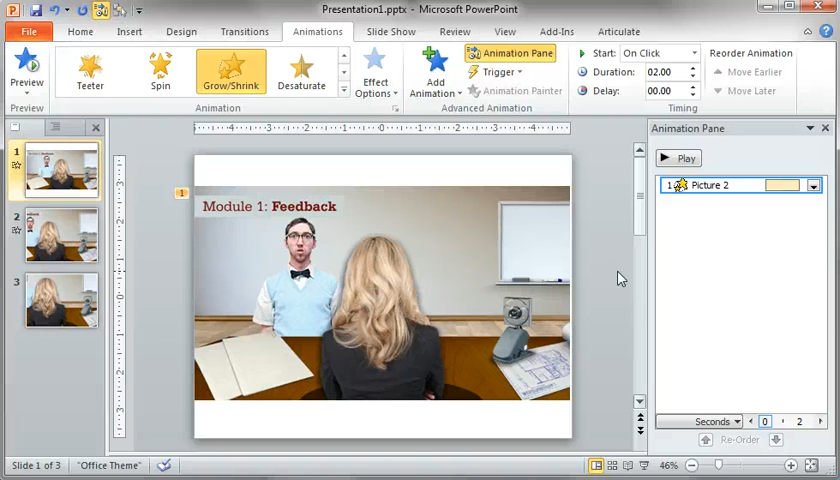 Presentation1.pptx - Microsoft PowerPoint
File Home Insert Design Transitions Animations Slide Show Review View Add-Ins Articulate
Preview
Preview
Teeter Spin Grow/Shrink Desaturate
Animation
Effect
Options
Add
Animation
Animation Pane
Trigger
Animation Painter
Advanced Animation
Start: On Click
Duration: 02.00
Delay: 00.00
Timing
Reorder Animation
Move Earlier
Move Later
1
2
3
1
Module 1: Feedback
Animation Pane
Play
1 Picture 2
Seconds 0 2
Re-Order
Slide 1 of 3 "Office Theme" 46%